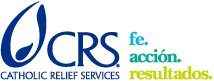 CRS
CATHOLIC RELIEF SERVICES
fe.
acción.
resultados.